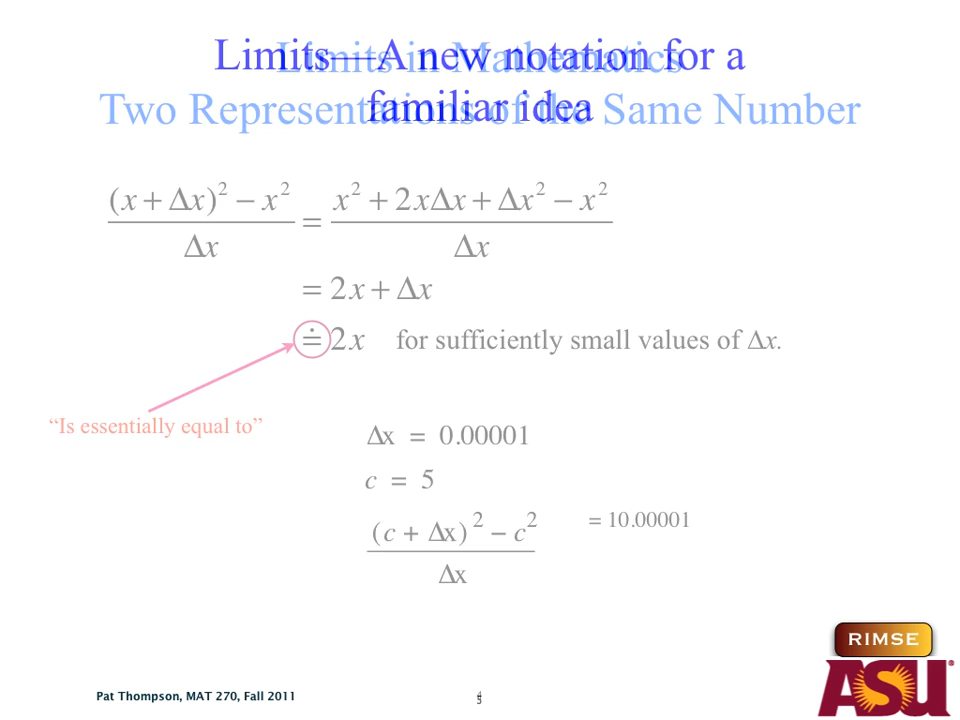 Limits—A new notation for a
familiar idea
Limits in Mathematics
Two Representations of the Same Number
(x + Δx)² − x² / Δx = x² + 2xΔx + Δx² − x² / Δx
= 2x + Δx
≐ 2x for sufficiently small values of Δx.
“Is essentially equal to”
Δx = 0.00001
c = 5
(c + Δx)² − c² / Δx = 10.00001
RIMSE
ASU®
Pat Thompson, MAT 270, Fall 2011